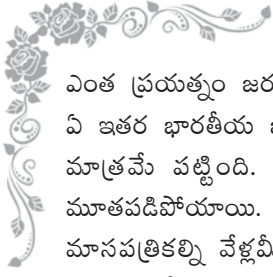 ఎంత ప్రయత్నం జర
ఏ ఇతర భారతీయ
మాత్రమే పట్టింది.
మూతపడిపోయాయి.
మాసపత్రికల్ని వేళ్లమీ